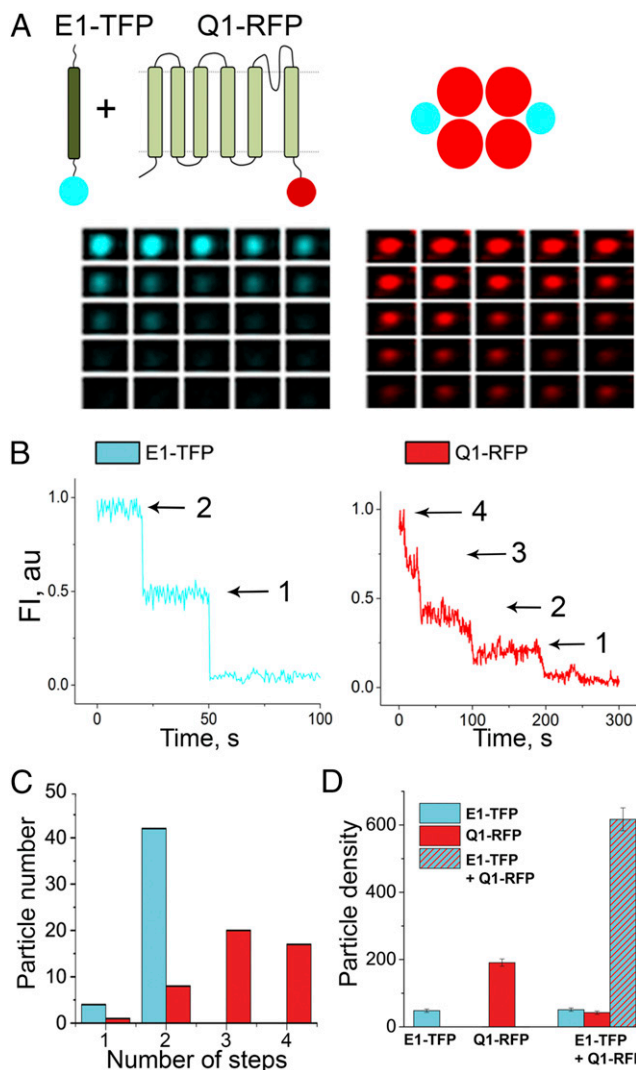 A
E1-TFP Q1-RFP
+
B
E1-TFP
Q1-RFP
FI, au
1.0
0.5
0.0
2
1
0 50 100
Time, s
1.0
0.5
0.0
4
3
2
1
0 100 200 300
Time, s
C
Particle number
50
40
30
20
10
0
1 2 3 4
Number of steps
D
Particle density
600
400
200
0
E1-TFP
Q1-RFP
E1-TFP
+ Q1-RFP
E1-TFP Q1-RFP E1-TFP
+ Q1-RFP